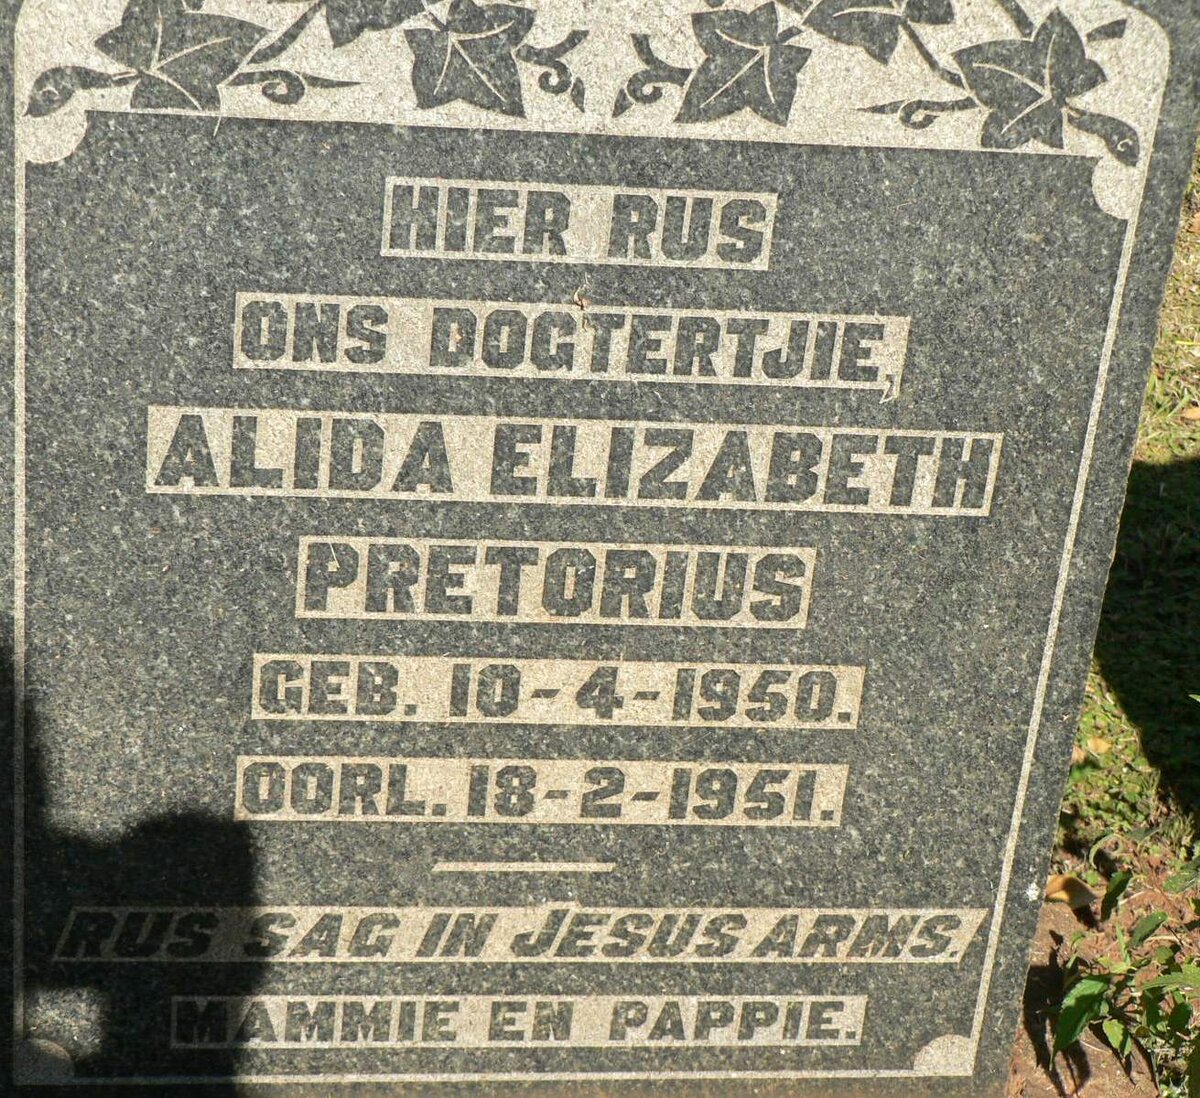 HIER RUS
ONS DOGTERTJIE,
ALIDA ELIZABETH
PRETORIUS
GEB. 10-4-1950.
OORL. 18-2-1951.
RUS SAG IN JESUS ARMS.
MAMMIE EN PAPPIE.